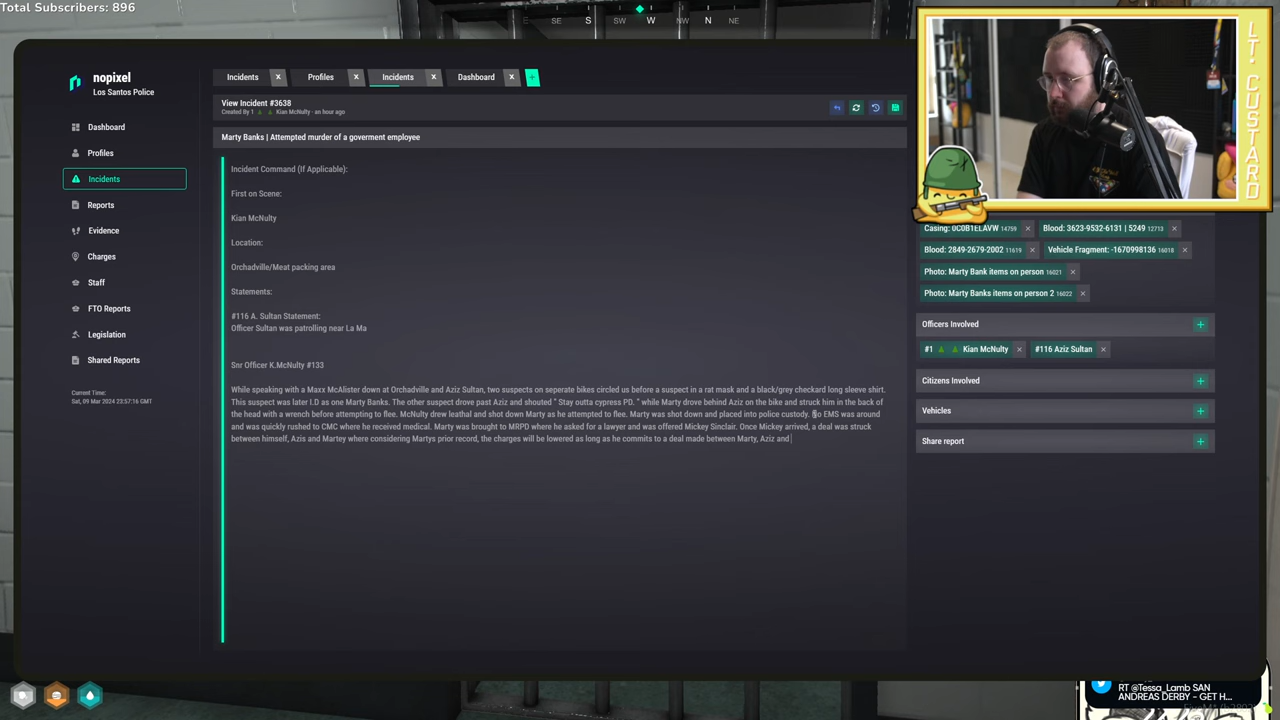 Total Subscribers: 896
SE S SW W NW N NE
nopixel
Los Santos Police
Incidents x Profiles x Incidents x Dashboard x +
View Incident #3638
Created By 1 Kian McNulty · an hour ago
Dashboard
Profiles
Incidents
Reports
Evidence
Charges
Staff
FTO Reports
Legislation
Shared Reports
Current Time:
Sat, 09 Mar 2024 23:57:16 GMT
Marty Banks | Attempted murder of a goverment employee
Incident Command (If Applicable):
First on Scene:
Kian McNulty
Location:
Orchadville/Meat packing area
Statements:
#116 A. Sultan Statement:
Officer Sultan was patrolling near La Ma
Snr Officer K.McNulty #133
While speaking with a Maxx McAlister down at Orchadville and Aziz Sultan, two suspects on seperate bikes circled us before a suspect in a rat mask and a black/grey checkard long sleeve shirt.
This suspect was later I.D as one Marty Banks. The other suspect drove past Aziz and shouted " Stay outta cypress PD. " while Marty drove behind Aziz on the bike and struck him in the back of
the head with a wrench before attempting to flee. McNulty drew leathal and shot down Marty as he attempted to flee. Marty was shot down and placed into police custody. No EMS was around
and was quickly rushed to CMC where he received medical. Marty was brought to MRPD where he asked for a lawyer and was offered Mickey Sinclair. Once Mickey arrived, a deal was struck
between himself, Azis and Martey where considering Martys prior record, the charges will be lowered as long as he commits to a deal made between Marty, Aziz and
LT. CUSTARD
Casing: 0C0B1ELAVW 14759 x Blood: 3623-9532-6131 | 5249 12713 x
Blood: 2849-2679-2002 11619 x Vehicle Fragment: -1670998136 16018 x
Photo: Marty Bank items on person 16021 x
Photo: Marty Banks items on person 2 16022 x
Officers Involved +
#1 Kian McNulty x #116 Aziz Sultan x
Citizens Involved +
Vehicles +
Share report +
RT @Tessa_Lamb SAN
ANDREAS DERBY - GET H...